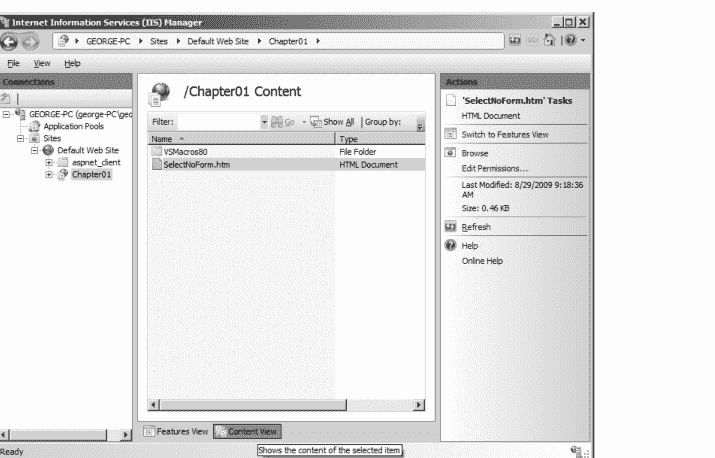 Internet Information Services (IIS) Manager
GEORGE-PC Sites Default Web Site Chapter01
File View Help
Connections
GEORGE-PC (george-PC\geo
Application Pools
Sites
Default Web Site
aspnet_client
Chapter01
/Chapter01 Content
Filter: Go Show All Group by:
Name Type
VSMacros80 File Folder
SelectNoForm.htm HTML Document
Features View Content View
Actions
'SelectNoForm.htm' Tasks
HTML Document
Switch to Features View
Browse
Edit Permissions...
Last Modified: 8/29/2009 9:18:36
AM
Size: 0.46 KB
Refresh
Help
Online Help
Ready
Shows the content of the selected item